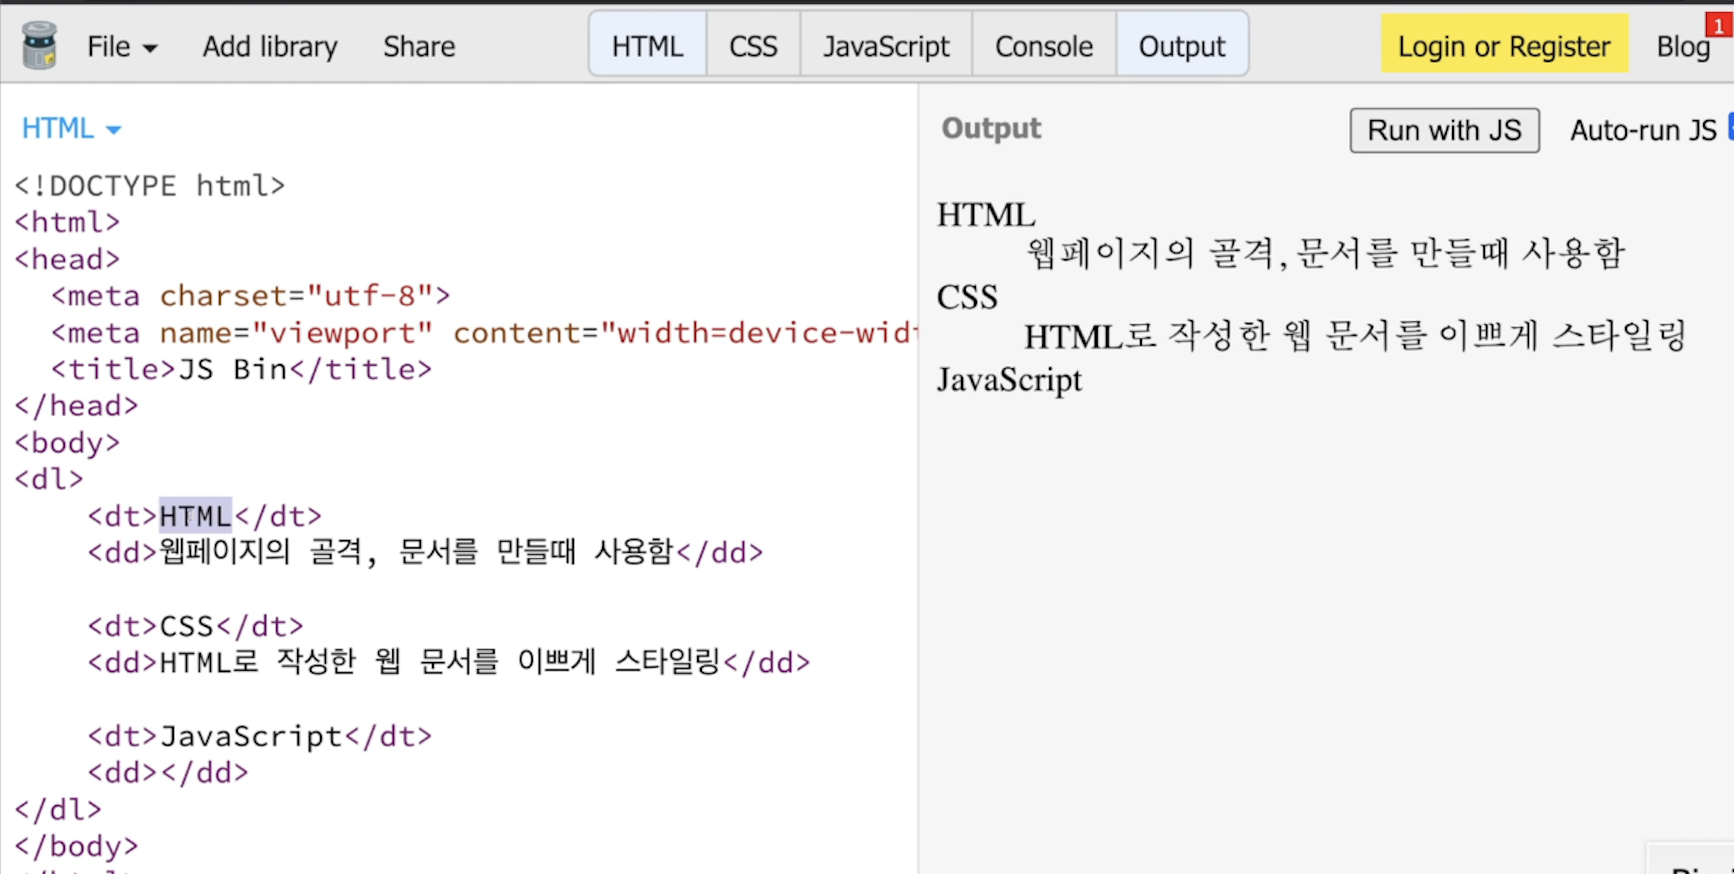 File Add library Share HTML CSS JavaScript Console Output Login or Register Blog 1
HTML
<!DOCTYPE html>
<html>
<head>
<meta charset="utf-8">
<meta name="viewport" content="width=device-widt
<title>JS Bin</title>
</head>
<body>
<dl>
<dt>HTML</dt>
<dd>웹페이지의 골격, 문서를 만들때 사용함</dd>
<dt>CSS</dt>
<dd>HTML로 작성한 웹 문서를 이쁘게 스타일링</dd>
<dt>JavaScript</dt>
<dd></dd>
</dl>
</body>
Output Run with JS Auto-run JS
HTML
웹페이지의 골격, 문서를 만들때 사용함
CSS
HTML로 작성한 웹 문서를 이쁘게 스타일링
JavaScript